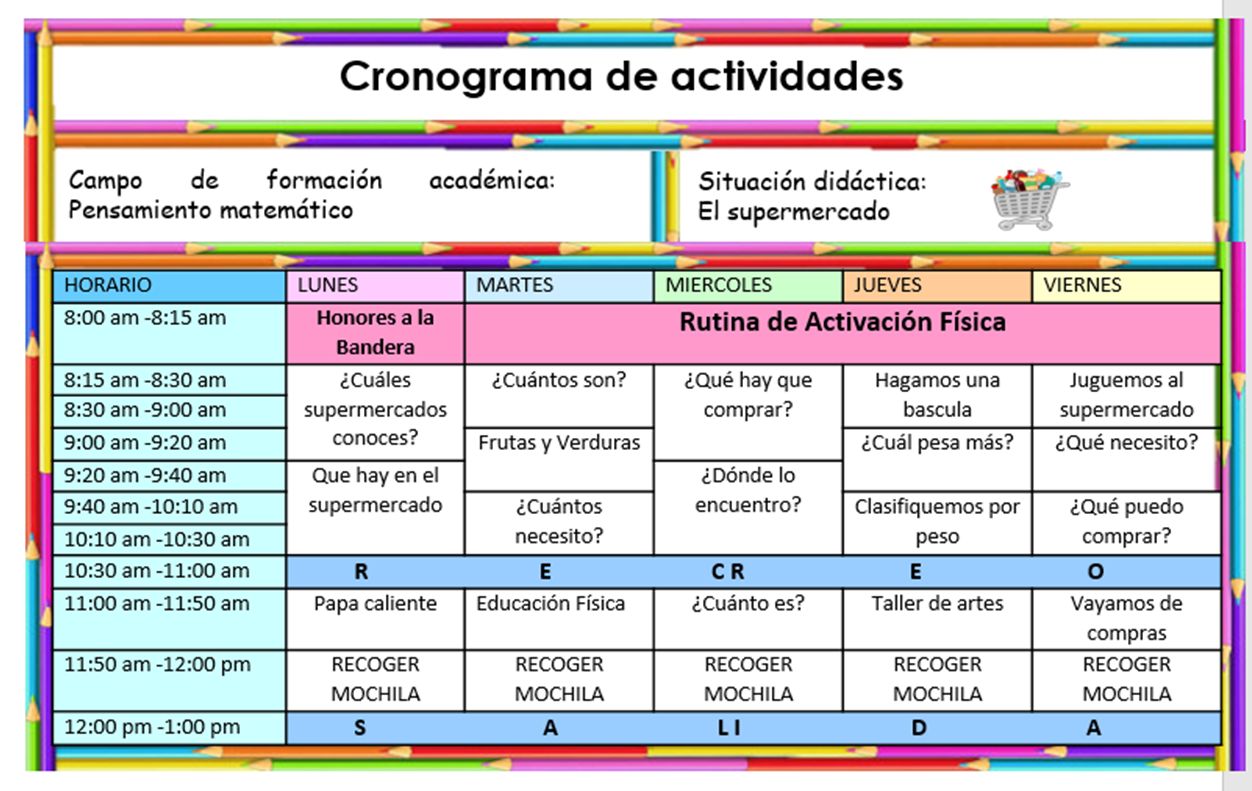 Cronograma de actividades
Campo de formación académica:
Pensamiento matemático
Situación didáctica:
El supermercado
HORARIO LUNES MARTES MIERCOLES JUEVES VIERNES
8:00 am -8:15 am
Honores a la
Bandera
Rutina de Activación Física
8:15 am -8:30 am
8:30 am -9:00 am
9:00 am -9:20 am
9:20 am -9:40 am
9:40 am -10:10 am
10:10 am -10:30 am
¿Cuáles
supermercados
conoces?
Que hay en el
supermercado
¿Cuántos son?
Frutas y Verduras
¿Cuántos
necesito?
¿Qué hay que
comprar?
¿Dónde lo
encuentro?
Hagamos una
bascula
¿Cuál pesa más?
Clasifiquemos por
peso
Juguemos al
supermercado
¿Qué necesito?
¿Qué puedo
comprar?
10:30 am -11:00 am R E C R E O
11:00 am -11:50 am
Papa caliente
Educación Física
¿Cuánto es?
Taller de artes
Vayamos de
compras
11:50 am -12:00 pm
RECOGER
MOCHILA
RECOGER
MOCHILA
RECOGER
MOCHILA
RECOGER
MOCHILA
RECOGER
MOCHILA
12:00 pm -1:00 pm S A L I D A